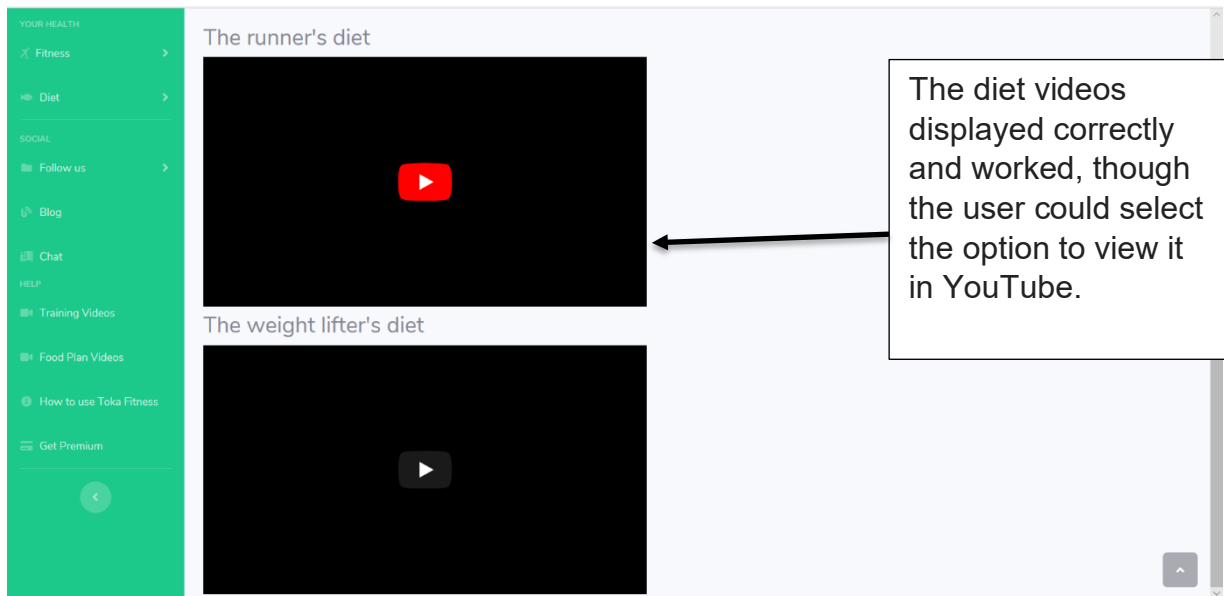 YOUR HEALTH
Fitness
Diet
SOCIAL
Follow us
Blog
Chat
HELP
Training Videos
Food Plan Videos
How to use Toka Fitness
Get Premium
The runner's diet
The weight lifter's diet
The diet videos
displayed correctly
and worked, though
the user could select
the option to view it
in YouTube.